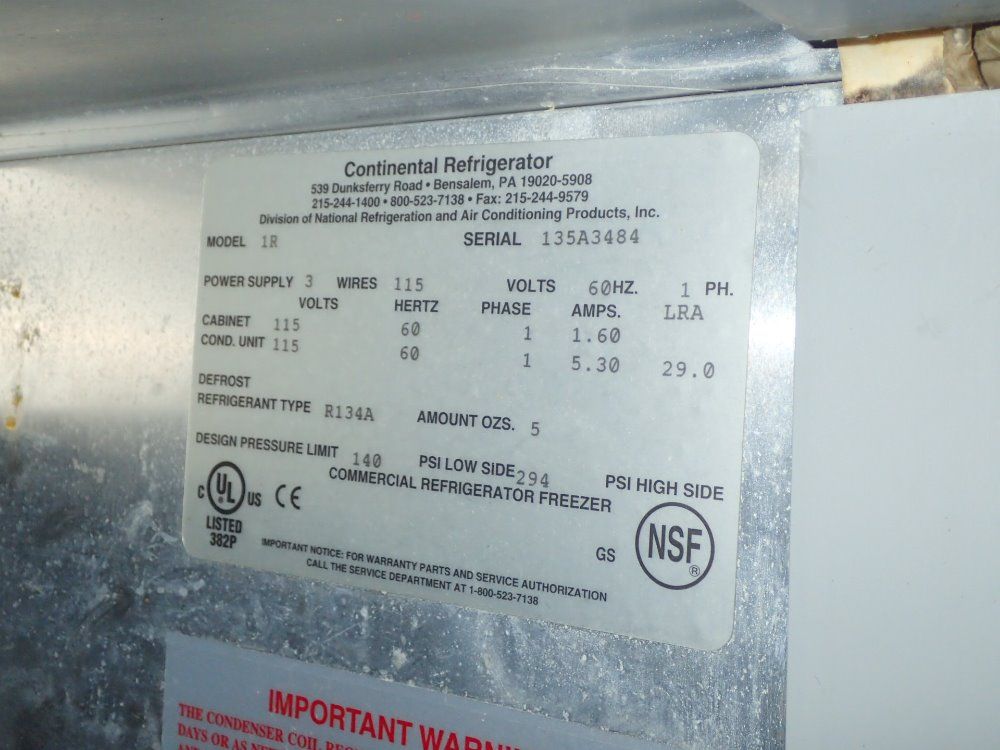 Continental Refrigerator
539 Dunksferry Road • Bensalem, PA 19020-5908
215-244-1400 • 800-523-7138 • Fax: 215-244-9579
Division of National Refrigeration and Air Conditioning Products, Inc.
MODEL 1R SERIAL 135A3484
POWER SUPPLY 3 WIRES 115 VOLTS 60HZ. 1 PH.
VOLTS HERTZ PHASE AMPS. LRA
CABINET 115 60 1 1.60
COND. UNIT 115 60 1 5.30 29.0
DEFROST
REFRIGERANT TYPE R134A AMOUNT OZS. 5
DESIGN PRESSURE LIMIT 140 PSI LOW SIDE 294 PSI HIGH SIDE
COMMERCIAL REFRIGERATOR FREEZER
C UL US CE
LISTED
382P
GS NSF ®
IMPORTANT NOTICE: FOR WARRANTY PARTS AND SERVICE AUTHORIZATION
CALL THE SERVICE DEPARTMENT AT 1-800-523-7138
IMPORTANT
THE CONDENSER COIL
DAYS OR AS